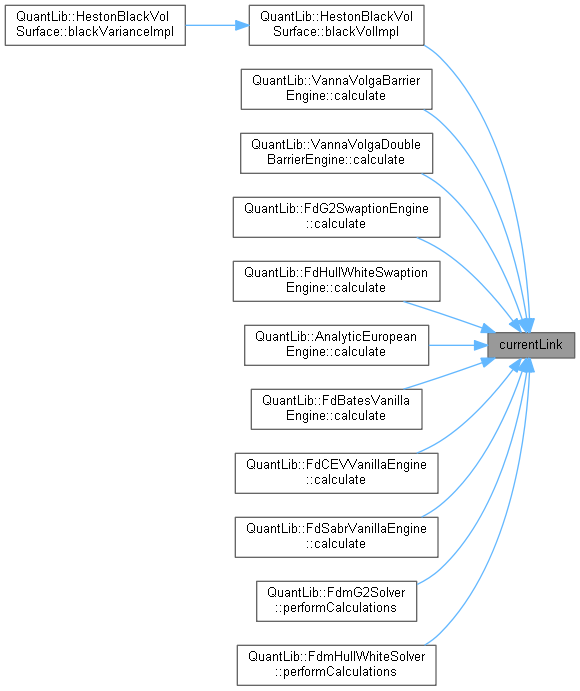 QuantLib::HestonBlackVol
Surface::blackVarianceImpl
QuantLib::HestonBlackVol
Surface::blackVolImpl
QuantLib::VannaVolgaBarrier
Engine::calculate
QuantLib::VannaVolgaDouble
BarrierEngine::calculate
QuantLib::FdG2SwaptionEngine
::calculate
QuantLib::FdHullWhiteSwaption
Engine::calculate
QuantLib::AnalyticEuropean
Engine::calculate
currentLink
QuantLib::FdBatesVanilla
Engine::calculate
QuantLib::FdCEVVanillaEngine
::calculate
QuantLib::FdSabrVanillaEngine
::calculate
QuantLib::FdmG2Solver
::performCalculations
QuantLib::FdmHullWhiteSolver
::performCalculations